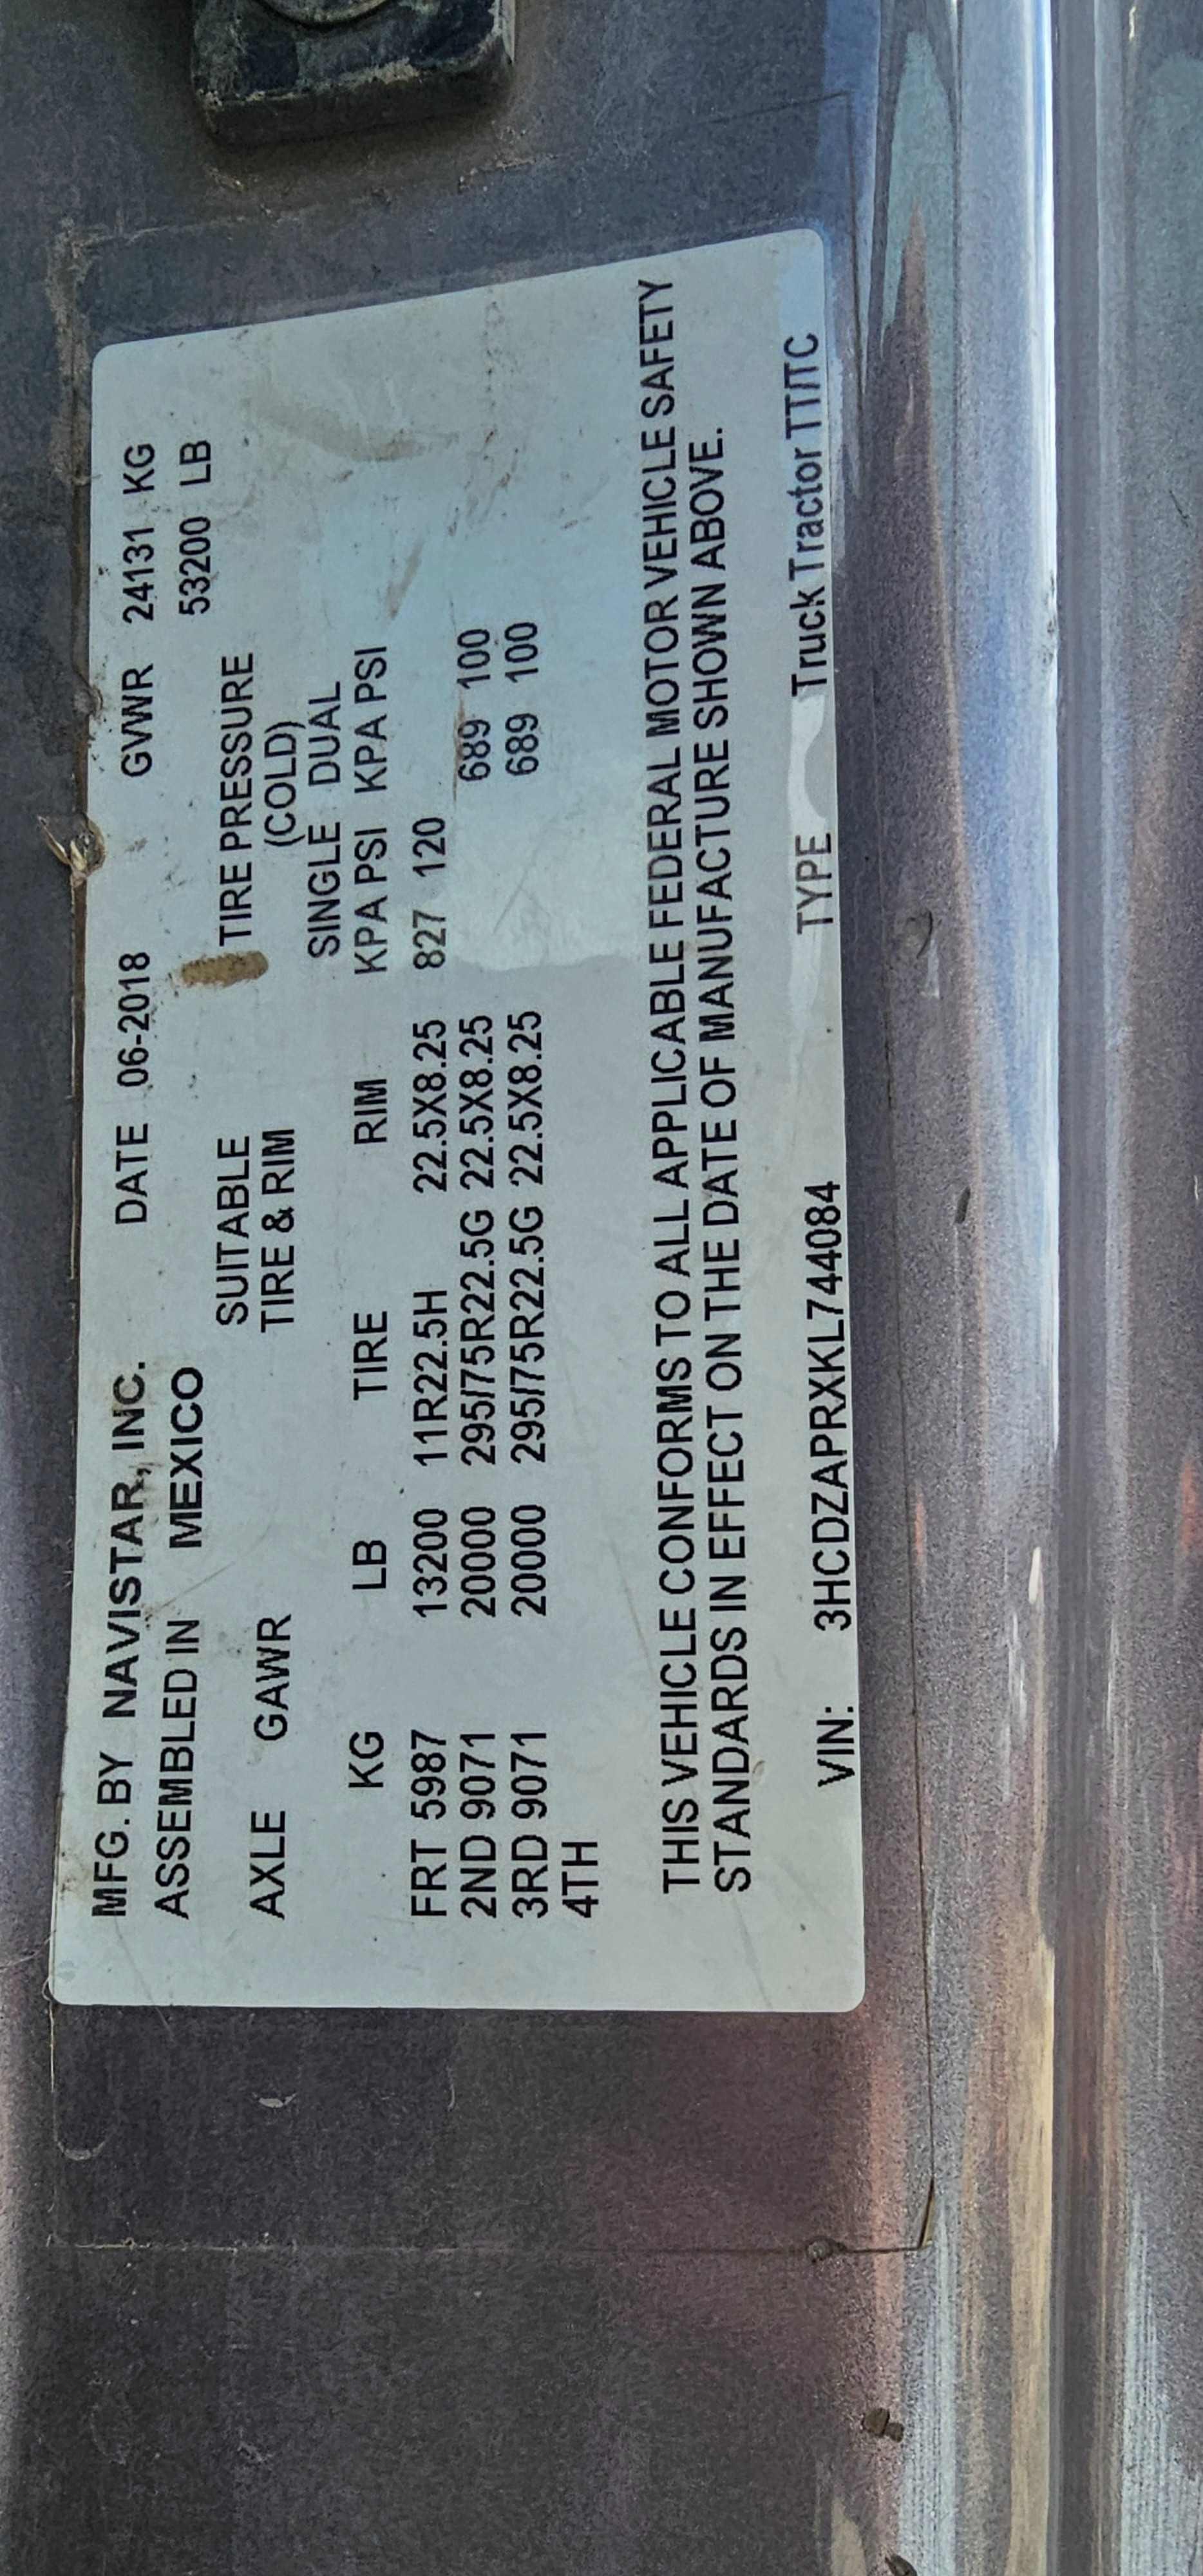 MFG. BY NAVISTAR, INC. DATE 06-2018 GVWR 24131 KG
ASSEMBLED IN MEXICO 53200 LB
SUITABLE TIRE PRESSURE
AXLE GAWR TIRE & RIM (COLD)
SINGLE DUAL
KG LB TIRE RIM KPA PSI KPA PSI
FRT 5987 13200 11R22.5H 22.5X8.25 827 120
2ND 9071 20000 295/75R22.5G 22.5X8.25 689 100
3RD 9071 20000 295/75R22.5G 22.5X8.25 689 100
4TH
THIS VEHICLE CONFORMS TO ALL APPLICABLE FEDERAL MOTOR VEHICLE SAFETY
STANDARDS IN EFFECT ON THE DATE OF MANUFACTURE SHOWN ABOVE.
VIN: 3HCDZAPRXKL744084 TYPE Truck Tractor TT/TC